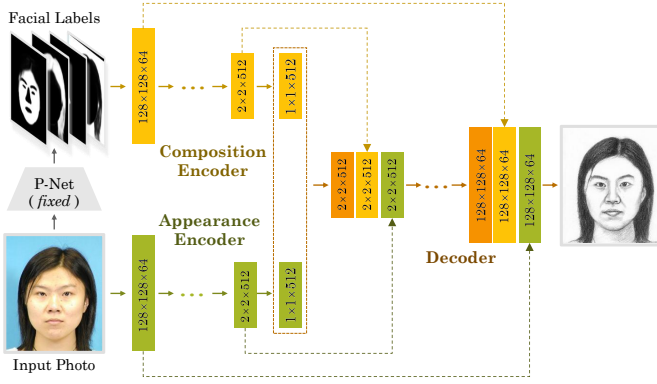 Facial Labels
128×128×64
2×2×512
1×1×512
Composition
Encoder
P-Net
( fixed )
Appearance
Encoder
128×128×64
2×2×512
1×1×512
2×2×512
2×2×512
2×2×512
128×128×64
128×128×64
128×128×64
Decoder
Input Photo